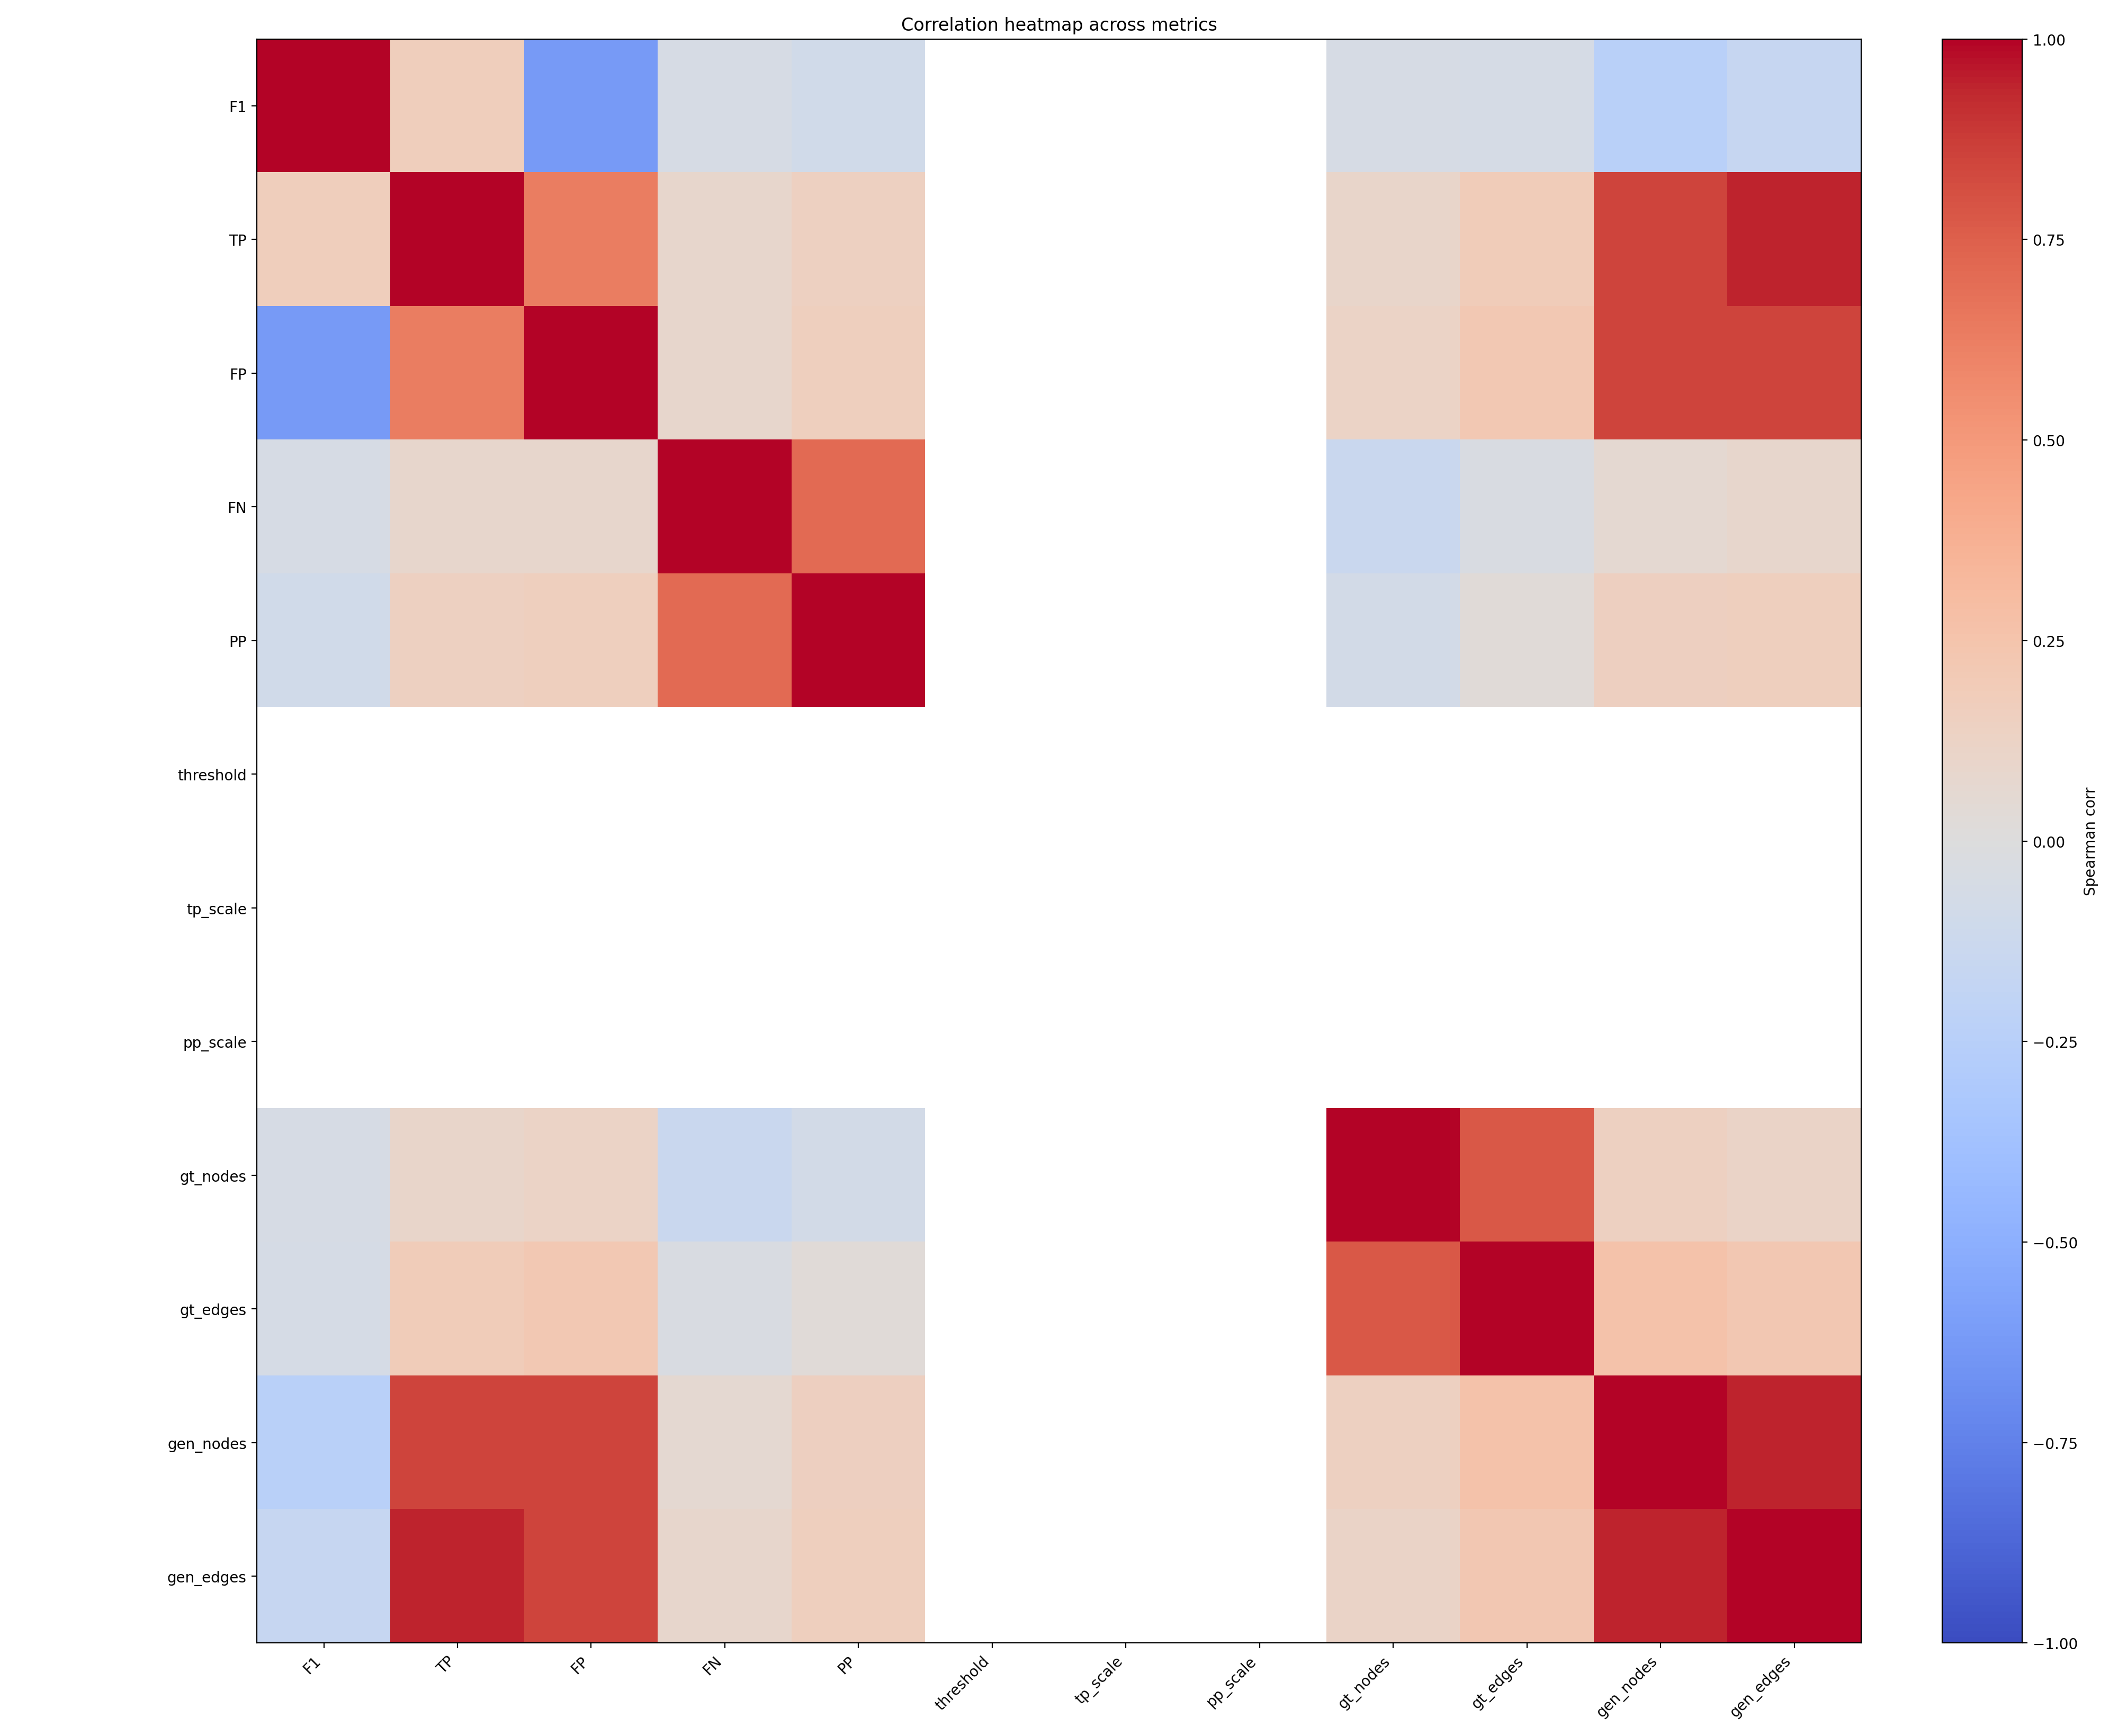 Correlation heatmap across metrics
F1
TP
FP
FN
PP
threshold
tp_scale
pp_scale
gt_nodes
gt_edges
gen_nodes
gen_edges
F1
TP
FP
FN
PP
threshold
tp_scale
pp_scale
gt_nodes
gt_edges
gen_nodes
gen_edges
1.00
0.75
0.50
0.25
0.00
−0.25
−0.50
−0.75
−1.00
Spearman corr